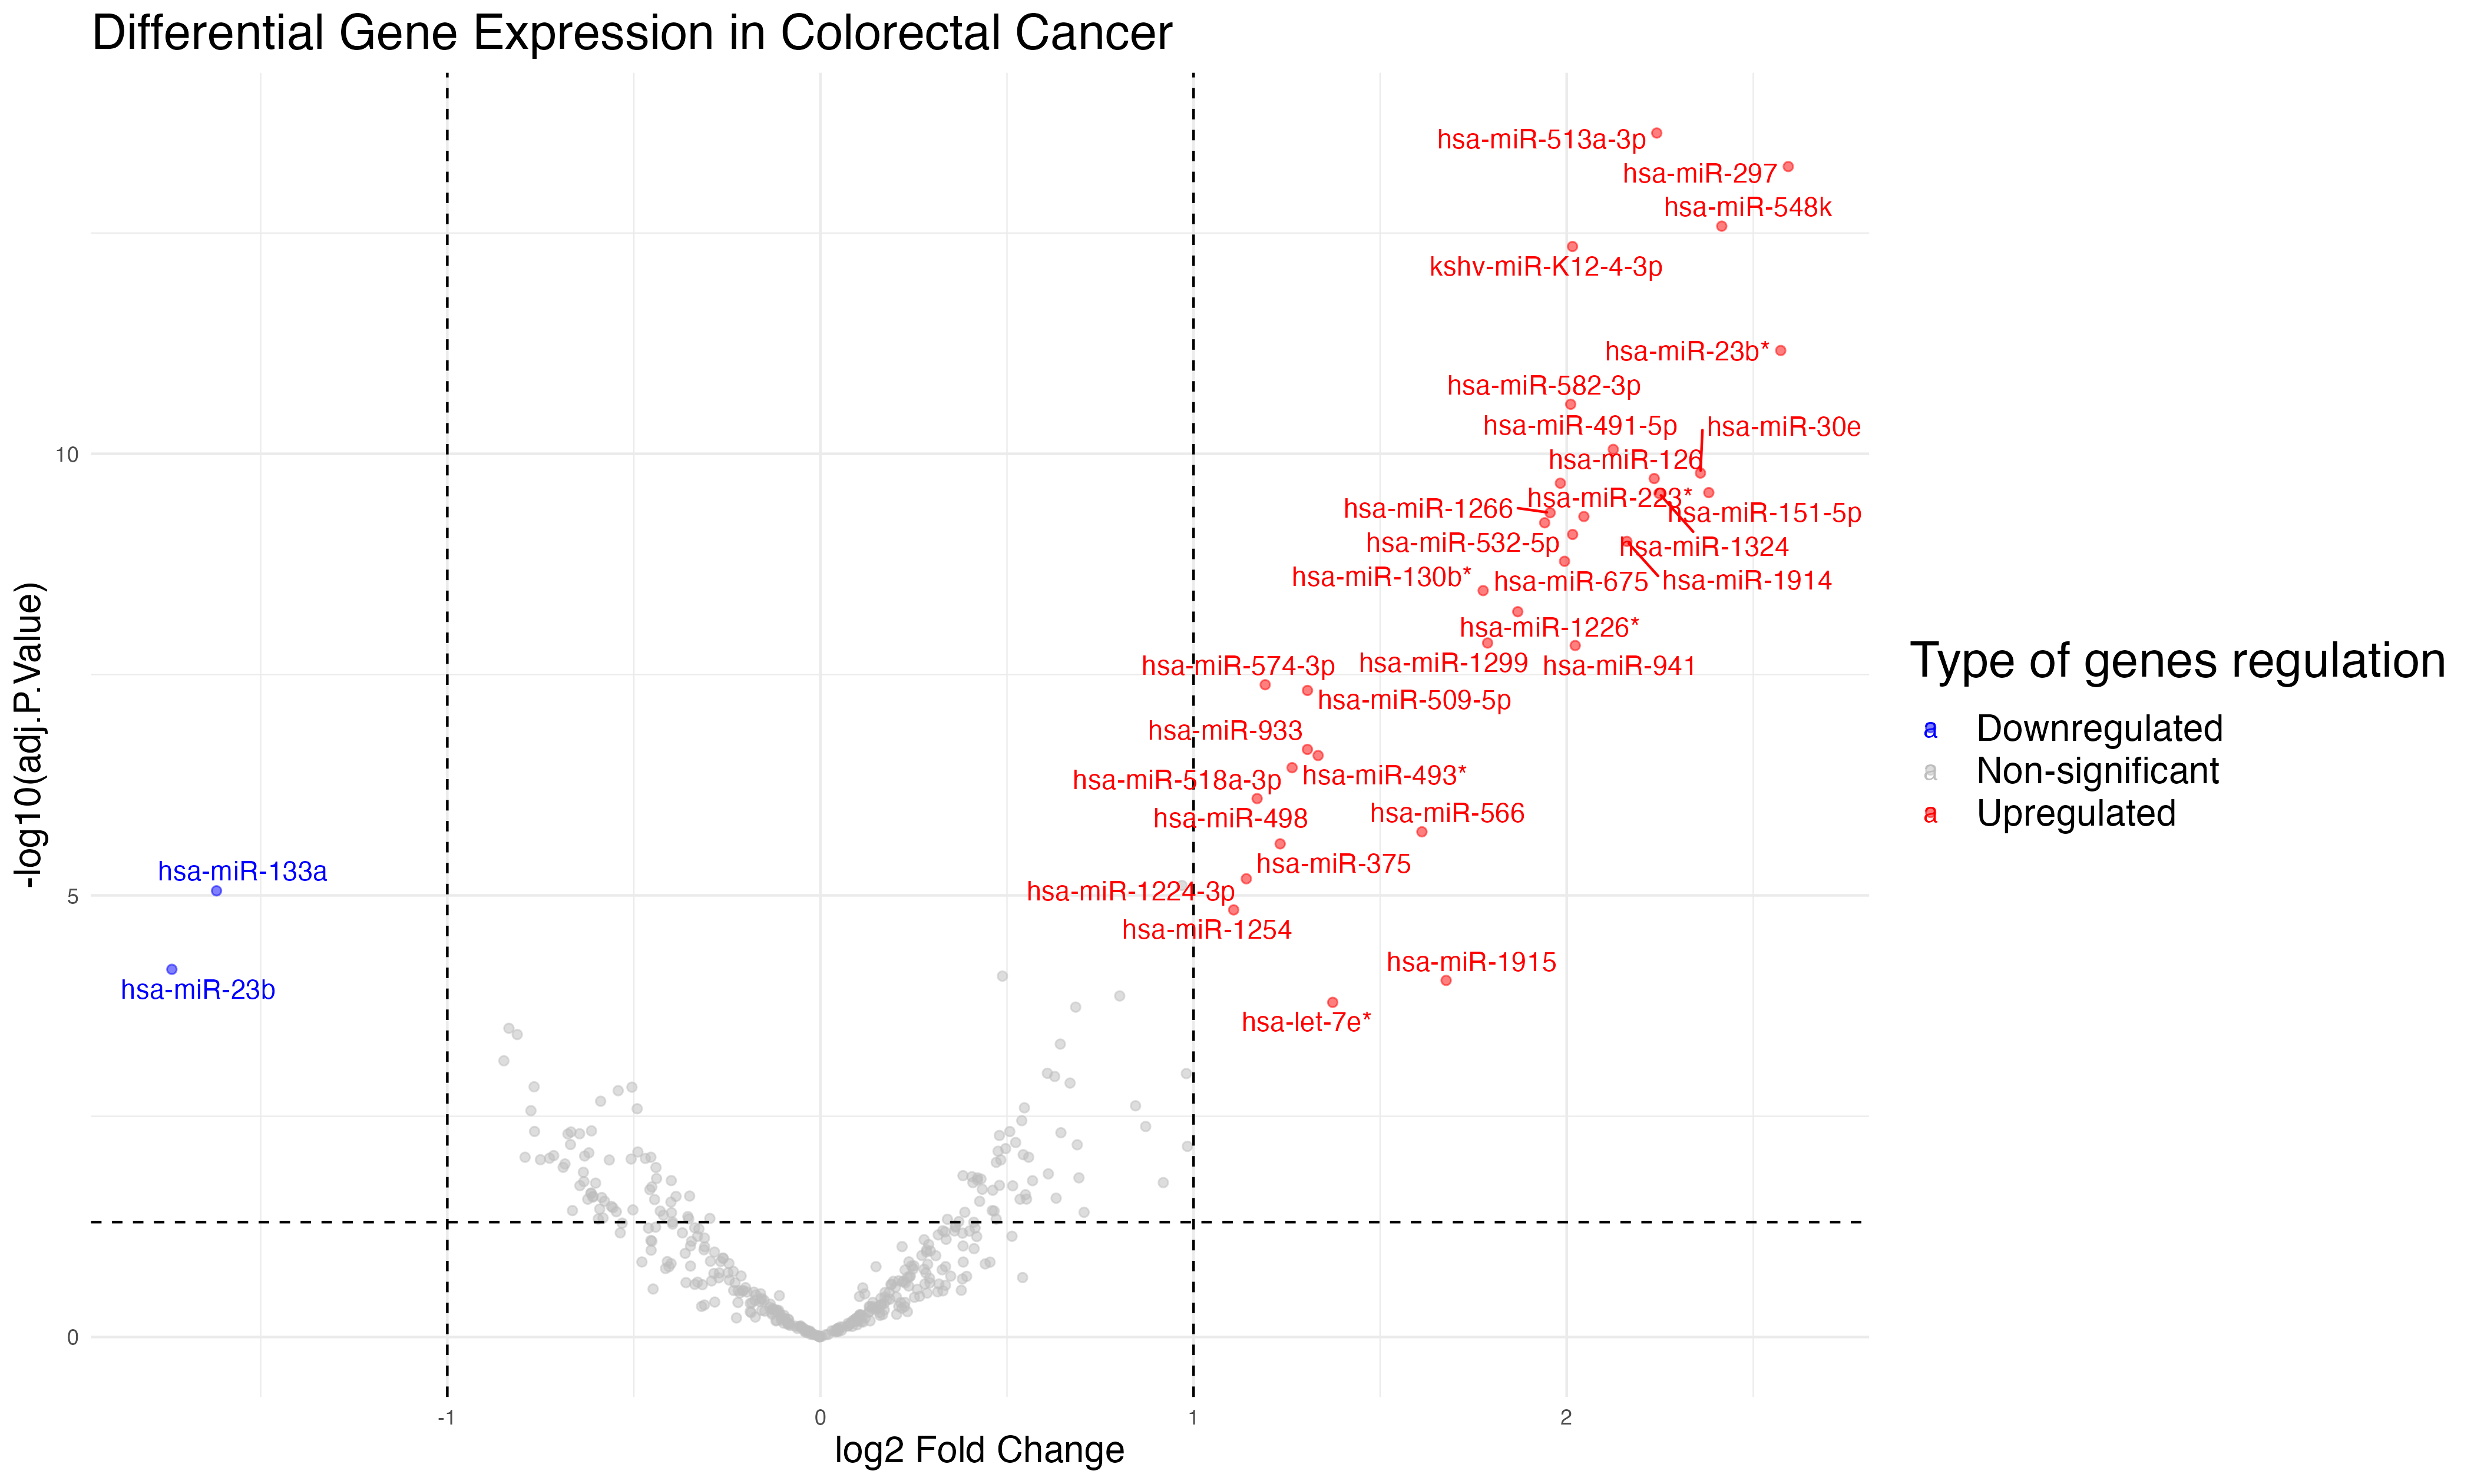 Differential Gene Expression in Colorectal Cancer
hsa-miR-513a-3p
hsa-miR-297
hsa-miR-548k
kshv-miR-K12-4-3p
hsa-miR-23b*
hsa-miR-582-3p
hsa-miR-491-5p
hsa-miR-30e
hsa-miR-126
hsa-miR-223*
hsa-miR-1266
hsa-miR-151-5p
hsa-miR-532-5p
hsa-miR-1324
hsa-miR-130b*
hsa-miR-675
hsa-miR-1914
hsa-miR-1226*
hsa-miR-574-3p
hsa-miR-1299
hsa-miR-941
hsa-miR-509-5p
hsa-miR-933
hsa-miR-518a-3p
hsa-miR-493*
hsa-miR-498
hsa-miR-566
hsa-miR-375
hsa-miR-133a
hsa-miR-1224-3p
hsa-miR-1254
hsa-miR-1915
hsa-miR-23b
hsa-let-7e*
10
5
0
-log10(adj.P.Value)
-1
0
1
2
log2 Fold Change
Type of genes regulation
a Downregulated
a Non-significant
a Upregulated